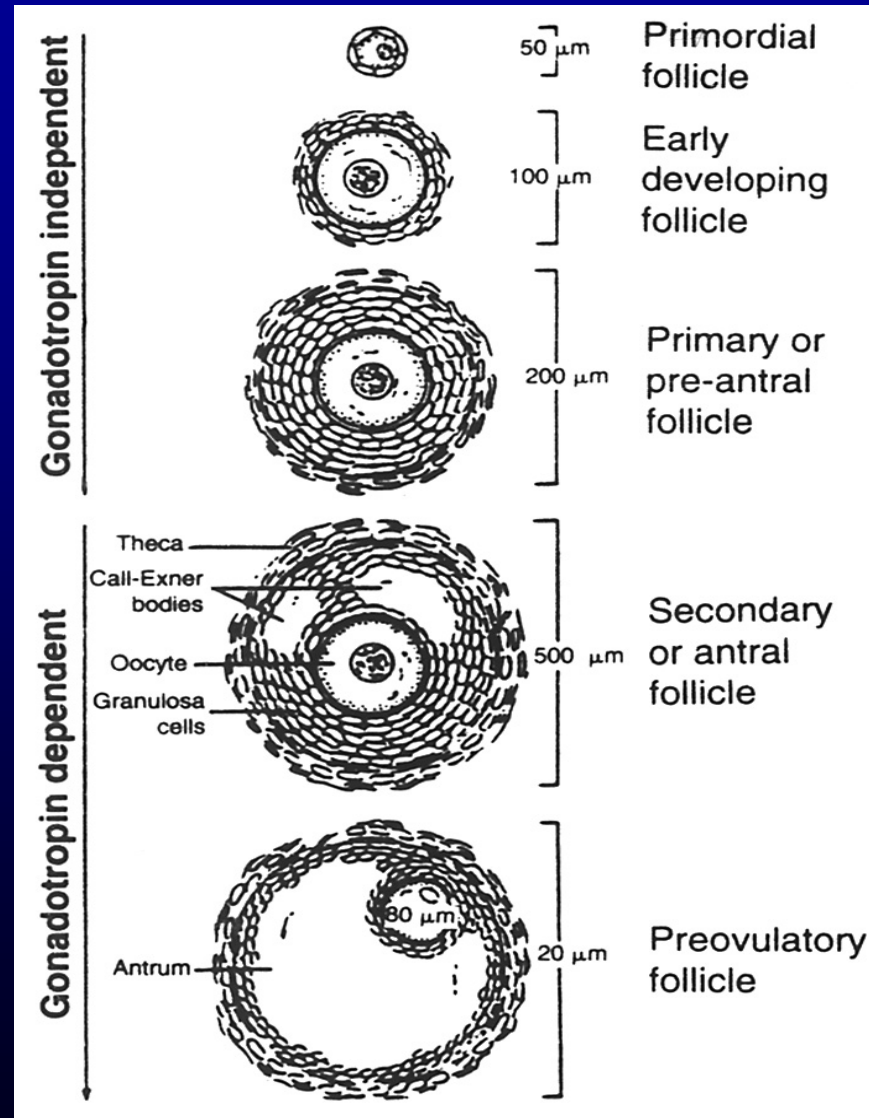 Gonadotropin independent
50 µm
Primordial
follicle
100 µm
Early
developing
follicle
200 µm
Primary or
pre-antral
follicle
Gonadotropin dependent
Theca
Call-Exner
bodies
Oocyte
Granulosa
cells
500 µm
Secondary
or antral
follicle
Antrum
80 µm
20 µm
Preovulatory
follicle